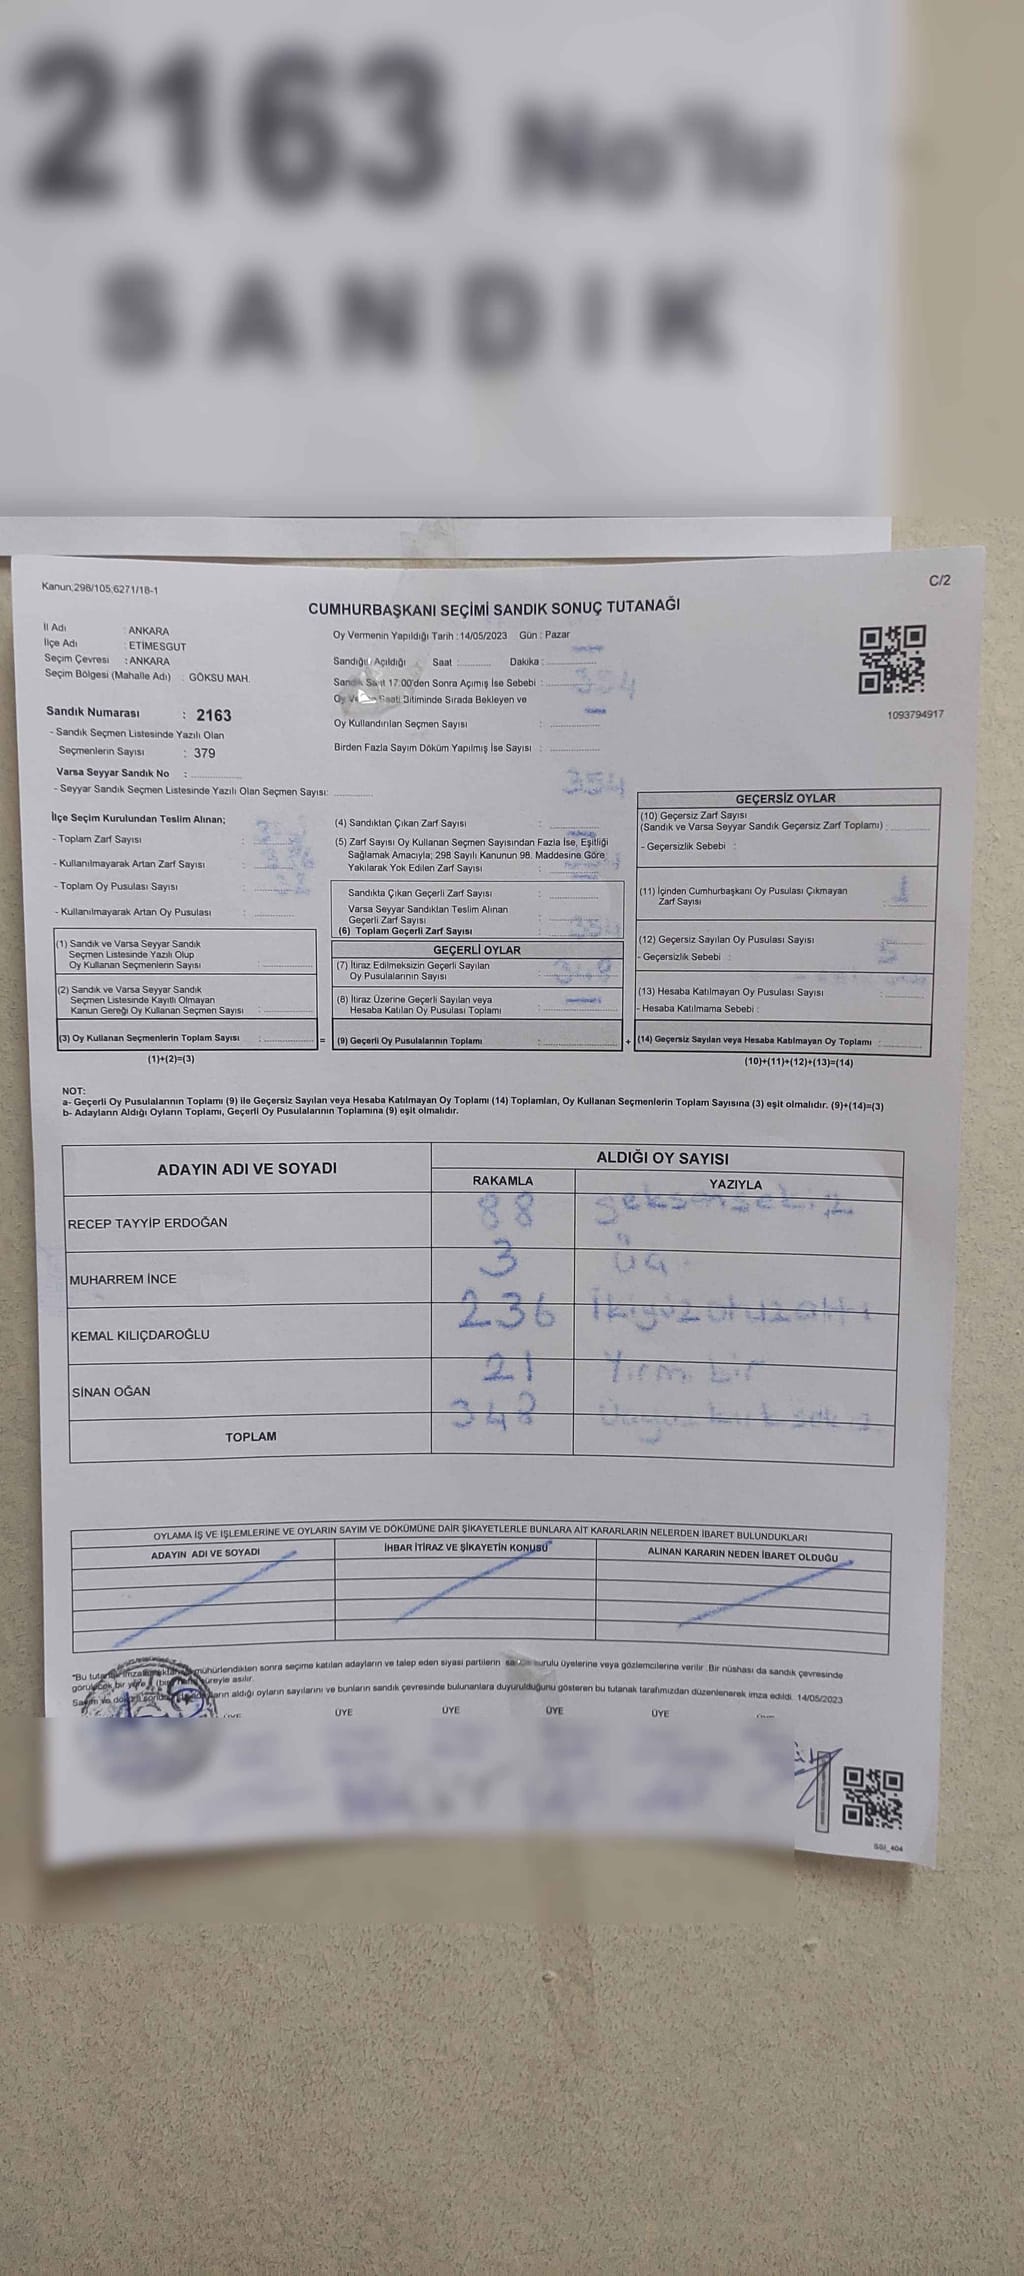 2163 No'lu
SANDIK
Kanun;298/105;6271/18-1
C/2
CUMHURBAŞKANI SEÇİMİ SANDIK SONUÇ TUTANAĞI
İl Adı : ANKARA
İlçe Adı : ETİMESGUT
Seçim Çevresi : ANKARA
Seçim Bölgesi (Mahalle Adı) : GÖKSU MAH.
Sandık Numarası : 2163
- Sandık Seçmen Listesinde Yazılı Olan
Seçmenlerin Sayısı : 379
Varsa Seyyar Sandık No :
- Seyyar Sandık Seçmen Listesinde Yazılı Olan Seçmen Sayısı:
Oy Vermenin Yapıldığı Tarih :14/05/2023 Gün : Pazar
Sandığın Açıldığı Saat : Dakika :
Sandık Saat 17:00'den Sonra Açımış İse Sebebi :
354
Oy Verme Saati Bitiminde Sırada Bekleyen ve
Oy Kullandırılan Seçmen Sayısı :
Birden Fazla Sayım Döküm Yapılmış İse Sayısı :
1093794917
İlçe Seçim Kurulundan Teslim Alınan;
- Toplam Zarf Sayısı :
- Kullanılmayarak Artan Zarf Sayısı :
- Toplam Oy Pusulası Sayısı :
- Kullanılmayarak Artan Oy Pusulası :
(1) Sandık ve Varsa Seyyar Sandık
Seçmen Listesinde Yazılı Olup
Oy Kullanan Seçmenlerin Sayısı :
(2) Sandık ve Varsa Seyyar Sandık
Seçmen Listesinde Kayıtlı Olmayan
Kanun Gereği Oy Kullanan Seçmen Sayısı :
(3) Oy Kullanan Seçmenlerin Toplam Sayısı :
=
(1)+(2)=(3)
354
(4) Sandıktan Çıkan Zarf Sayısı :
(5) Zarf Sayısı Oy Kullanan Seçmen Sayısından Fazla İse, Eşitliği
Sağlamak Amacıyla; 298 Sayılı Kanunun 98. Maddesine Göre
Yakılarak Yok Edilen Zarf Sayısı :
Sandıkta Çıkan Geçerli Zarf Sayısı :
Varsa Seyyar Sandıktan Teslim Alınan
Geçerli Zarf Sayısı :
(6) Toplam Geçerli Zarf Sayısı : 354
GEÇERLİ OYLAR
(7) İtiraz Edilmeksizin Geçerli Sayılan
Oy Pusulalarının Sayısı : 348
(8) İtiraz Üzerine Geçerli Sayılan veya
Hesaba Katılan Oy Pusulası Toplamı :
(9) Geçerli Oy Pusulalarının Toplamı :
+
GEÇERSİZ OYLAR
(10) Geçersiz Zarf Sayısı
(Sandık ve Varsa Seyyar Sandık Geçersiz Zarf Toplamı) :
- Geçersizlik Sebebi :
(11) İçinden Cumhurbaşkanı Oy Pusulası Çıkmayan
Zarf Sayısı : 1
(12) Geçersiz Sayılan Oy Pusulası Sayısı :
- Geçersizlik Sebebi : 5
(13) Hesaba Katılmayan Oy Pusulası Sayısı :
- Hesaba Katılmama Sebebi :
(14) Geçersiz Sayılan veya Hesaba Katılmayan Oy Toplamı :
(10)+(11)+(12)+(13)=(14)
NOT:
a- Geçerli Oy Pusulalarının Toplamı (9) ile Geçersiz Sayılan veya Hesaba Katılmayan Oy Toplamı (14) Toplamları, Oy Kullanan Seçmenlerin Toplam Sayısına (3) eşit olmalıdır. (9)+(14)=(3)
b- Adayların Aldığı Oyların Toplamı, Geçerli Oy Pusulalarının Toplamına (9) eşit olmalıdır.
ADAYIN ADI VE SOYADI
ALDIĞI OY SAYISI
RAKAMLA YAZIYLA
RECEP TAYYİP ERDOĞAN 88 Seksensekiz
MUHARREM İNCE 3 Üç
KEMAL KILIÇDAROĞLU 236 İkiyüzotuzaltı
SİNAN OĞAN 21 Yirmi bir
TOPLAM 348 Üçyüz kırk sekiz
OYLAMA İŞ VE İŞLEMLERİNE VE OYLARIN SAYIM VE DÖKÜMÜNE DAİR ŞİKAYETLERLE BUNLARA AİT KARARLARIN NELERDEN İBARET BULUNDUKLARI
ADAYIN ADI VE SOYADI İHBAR İTİRAZ VE ŞİKAYETİN KONUSU ALINAN KARARIN NEDEN İBARET OLDUĞU
"Bu mühürlendikten sonra seçime katılan adayların ve talep eden siyasi partilerin sandık kurulu üyelerine veya gözlemcilerine verilir. Bir nüshası da sandık çevresinde
görülecek bir yere süreyle asılır.
Sayım ve aldığı oyların sayılarını ve bunların sandık çevresinde bulunanlara duyurulduğunu gösteren bu tutanak tarafımızdan düzenlenerek imza edildi. 14/05/2023
ÜYE ÜYE ÜYE ÜYE
SGI_404